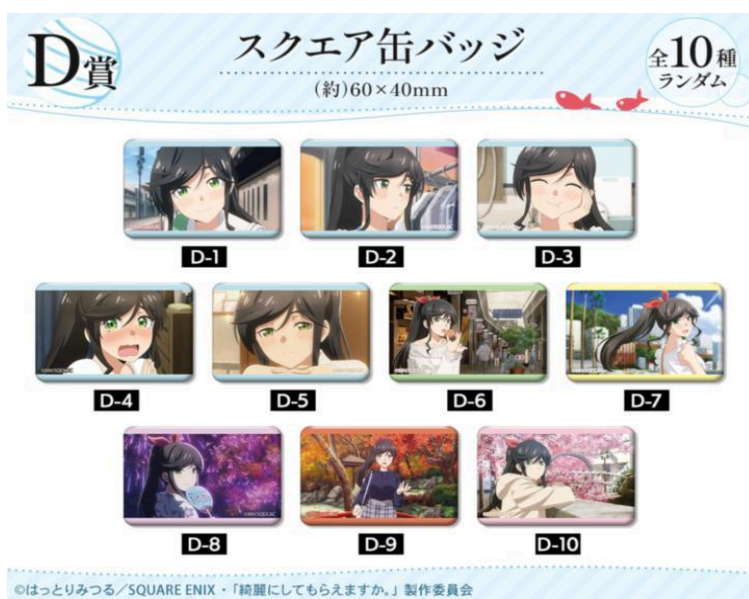 D賞
スクエア缶バッジ
(約)60×40mm
全10種
ランダム
D-1
D-2
D-3
D-4
D-5
D-6
D-7
D-8
D-9
D-10
©はっとりみつる/SQUARE ENIX・「綺麗にしてもらえますか。」製作委員会